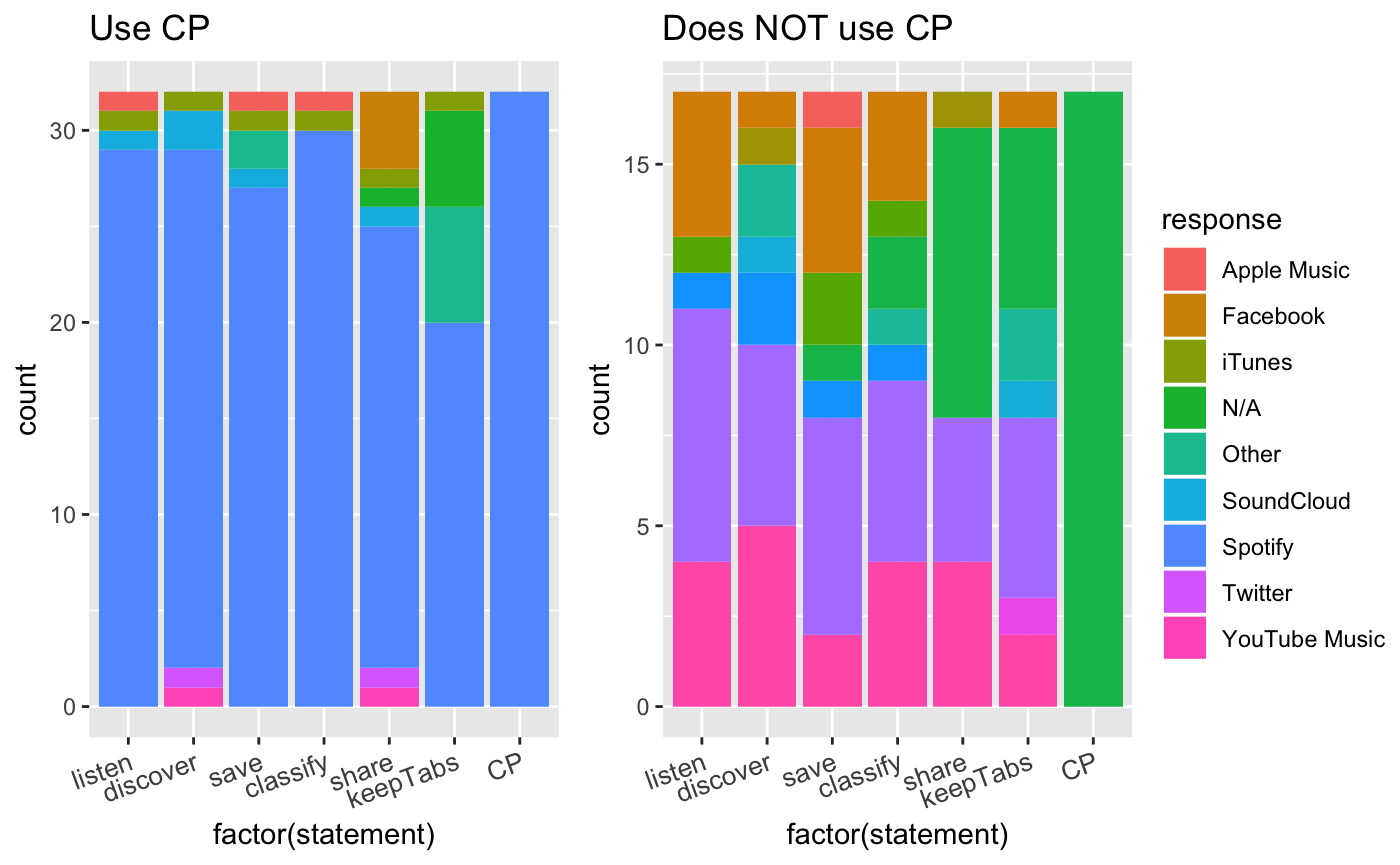 Use CP
Does NOT use CP
count
30
20
10
0
listen
discover
save
classify
share
keepTabs
CP
factor(statement)
count
15
10
5
0
listen
discover
save
classify
share
keepTabs
CP
factor(statement)
response
Apple Music
Facebook
iTunes
N/A
Other
SoundCloud
Spotify
Twitter
YouTube Music